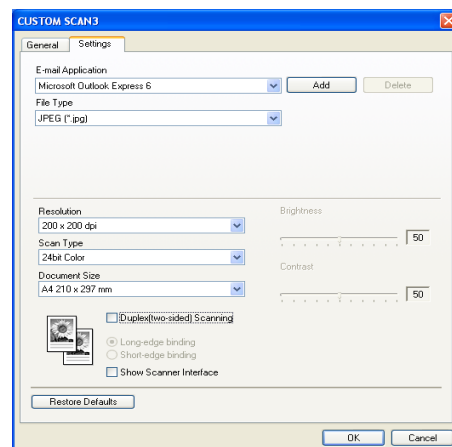 CUSTOM SCAN3
General Settings
E-mail Application
Microsoft Outlook Express 6 Add Delete
File Type
JPEG (*.jpg)
Resolution Brightness
200 x 200 dpi
50
Scan Type
24bit Color
Contrast
Document Size
A4 210 x 297 mm
50
Duplex(two-sided) Scanning
Long-edge binding
Short-edge binding
Show Scanner Interface
Restore Defaults
OK Cancel